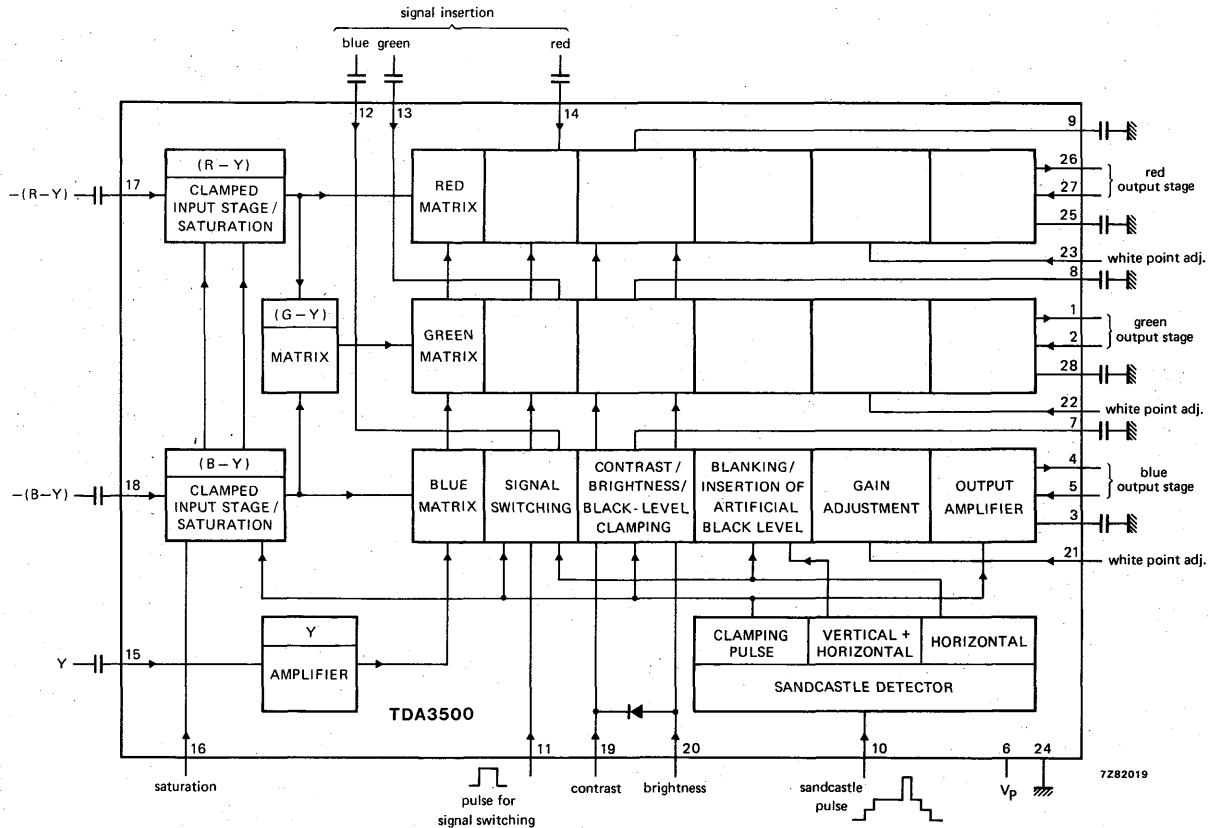 signal insertion
blue green red
12 13 14 9
(R – Y)
CLAMPED
INPUT STAGE /
SATURATION
–(R–Y) 17
RED
MATRIX
26
27
red
output stage
25
23 white point adj.
8
(G – Y)
MATRIX
GREEN
MATRIX
1
2
green
output stage
28
22 white point adj.
7
(B – Y)
CLAMPED
INPUT STAGE /
SATURATION
–(B–Y) 18
BLUE
MATRIX
SIGNAL
SWITCHING
CONTRAST /
BRIGHTNESS/
BLACK - LEVEL
CLAMPING
BLANKING/
INSERTION OF
ARTIFICIAL
BLACK LEVEL
GAIN
ADJUSTMENT
OUTPUT
AMPLIFIER
4
5
blue
output stage
3
21 white point adj.
Y 15
Y
AMPLIFIER
CLAMPING
PULSE
VERTICAL +
HORIZONTAL
HORIZONTAL
SANDCASTLE DETECTOR
TDA3500
16 11 19 20 10 6 24
saturation
pulse for
signal switching
contrast
brightness
sandcastle
pulse
Vp
7Z82019